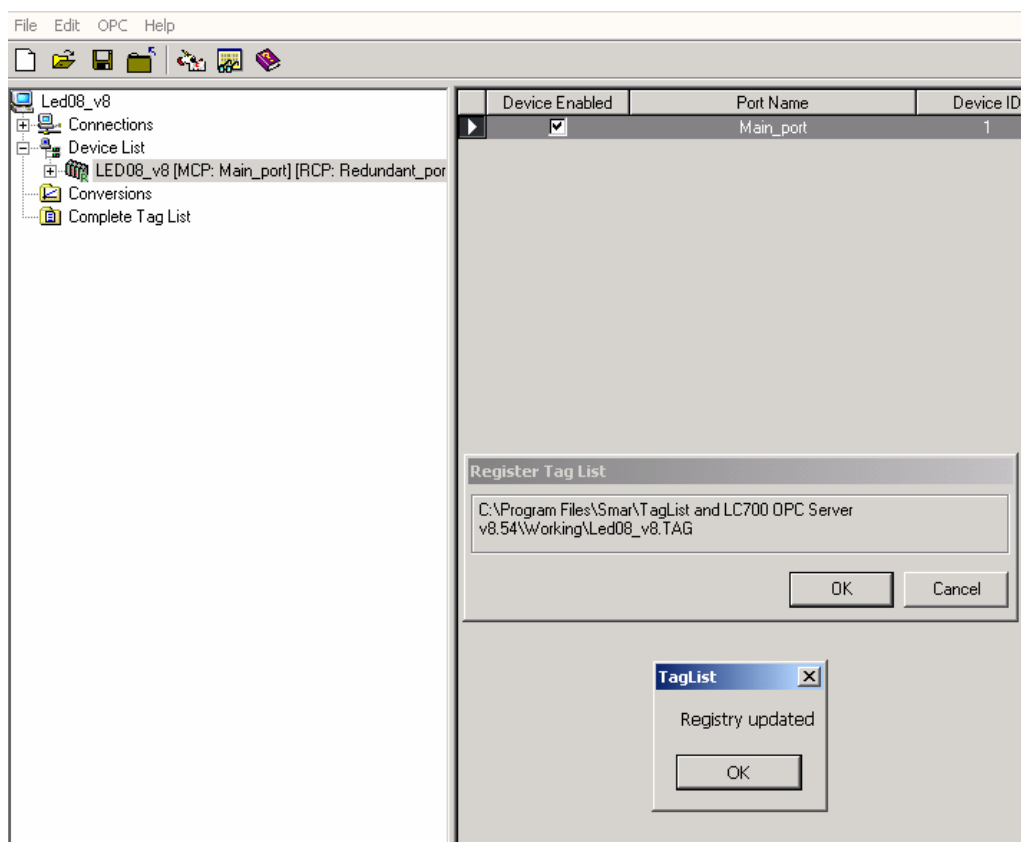 File Edit OPC Help
Led08_v8
Connections
Device List
LED08_v8 [MCP: Main_port] [RCP: Redundant_por
Conversions
Complete Tag List
Device Enabled Port Name Device ID
Main_port 1
Register Tag List
C:\Program Files\Smar\TagList and LC700 OPC Server
v8.54\Working\Led08_v8.TAG
OK Cancel
TagList
Registry updated
OK